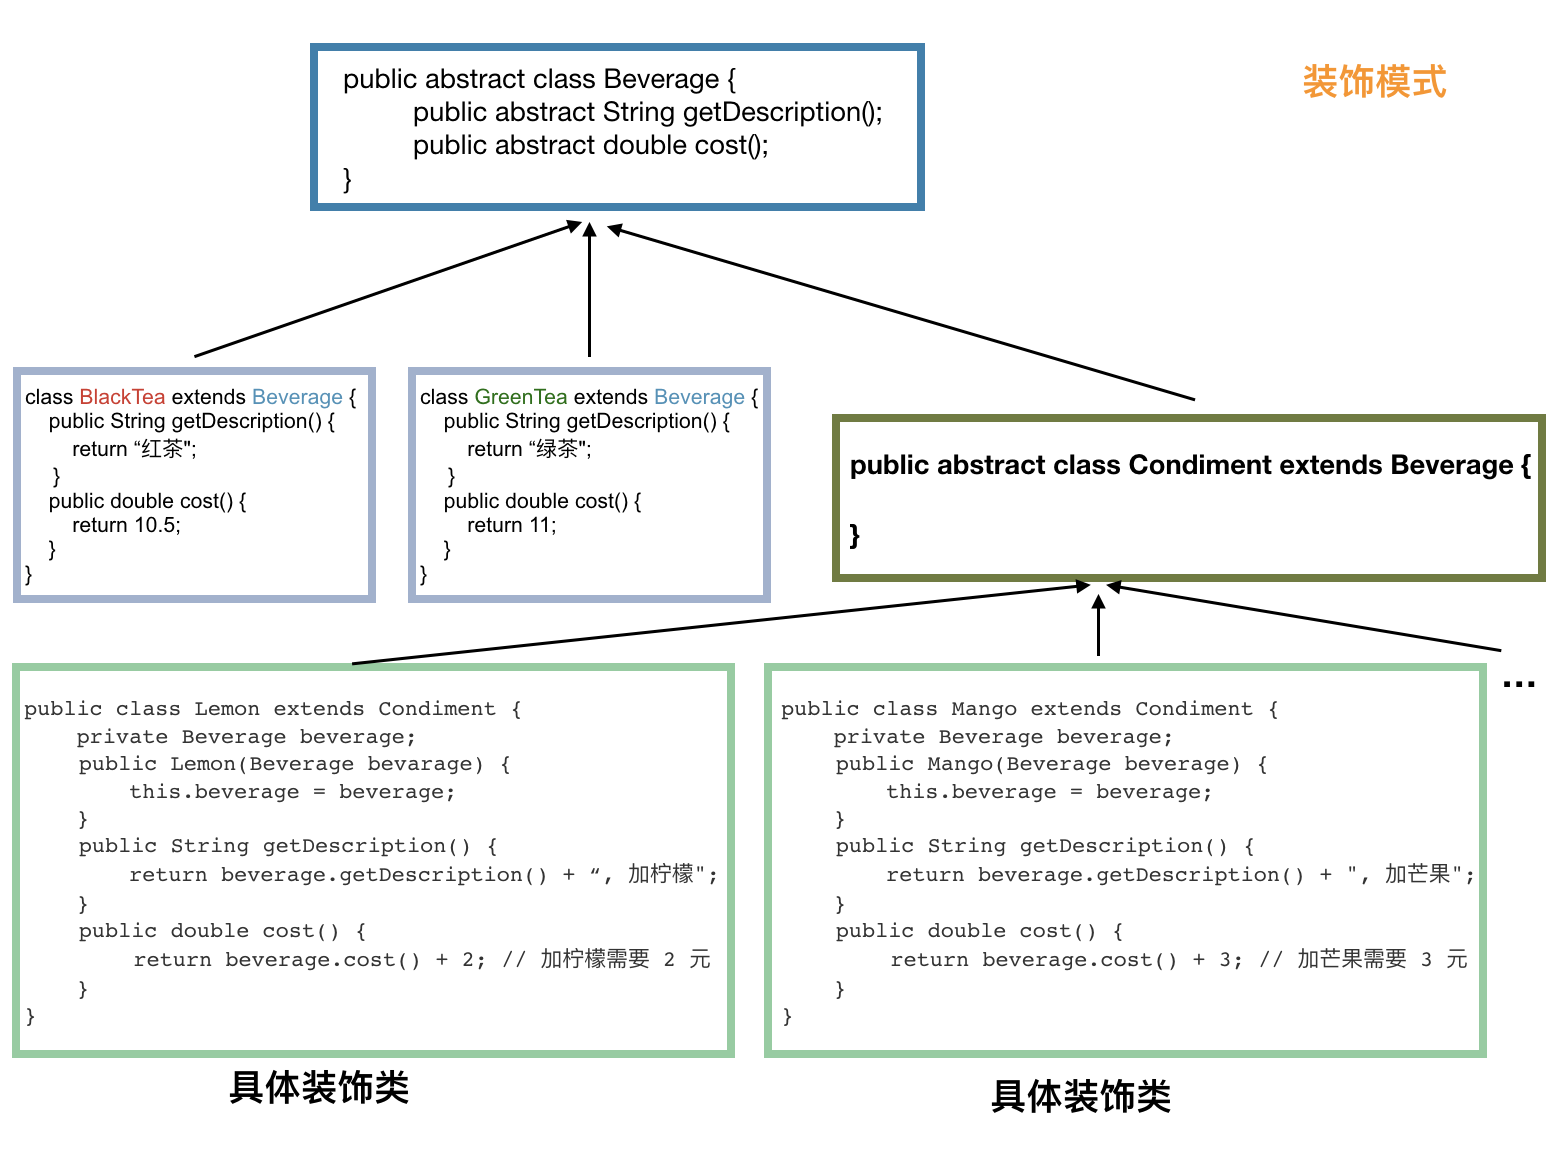 装饰模式
public abstract class Beverage {
public abstract String getDescription();
public abstract double cost();
}
class BlackTea extends Beverage {
public String getDescription() {
return “红茶";
}
public double cost() {
return 10.5;
}
}
class GreenTea extends Beverage {
public String getDescription() {
return “绿茶";
}
public double cost() {
return 11;
}
}
public abstract class Condiment extends Beverage {
}
public class Lemon extends Condiment {
private Beverage beverage;
public Lemon(Beverage bevarage) {
this.beverage = beverage;
}
public String getDescription() {
return beverage.getDescription() + “, 加柠檬";
}
public double cost() {
return beverage.cost() + 2; // 加柠檬需要 2 元
}
}
具体装饰类
public class Mango extends Condiment {
private Beverage beverage;
public Mango(Beverage beverage) {
this.beverage = beverage;
}
public String getDescription() {
return beverage.getDescription() + ", 加芒果";
}
public double cost() {
return beverage.cost() + 3; // 加芒果需要 3 元
}
}
具体装饰类
...